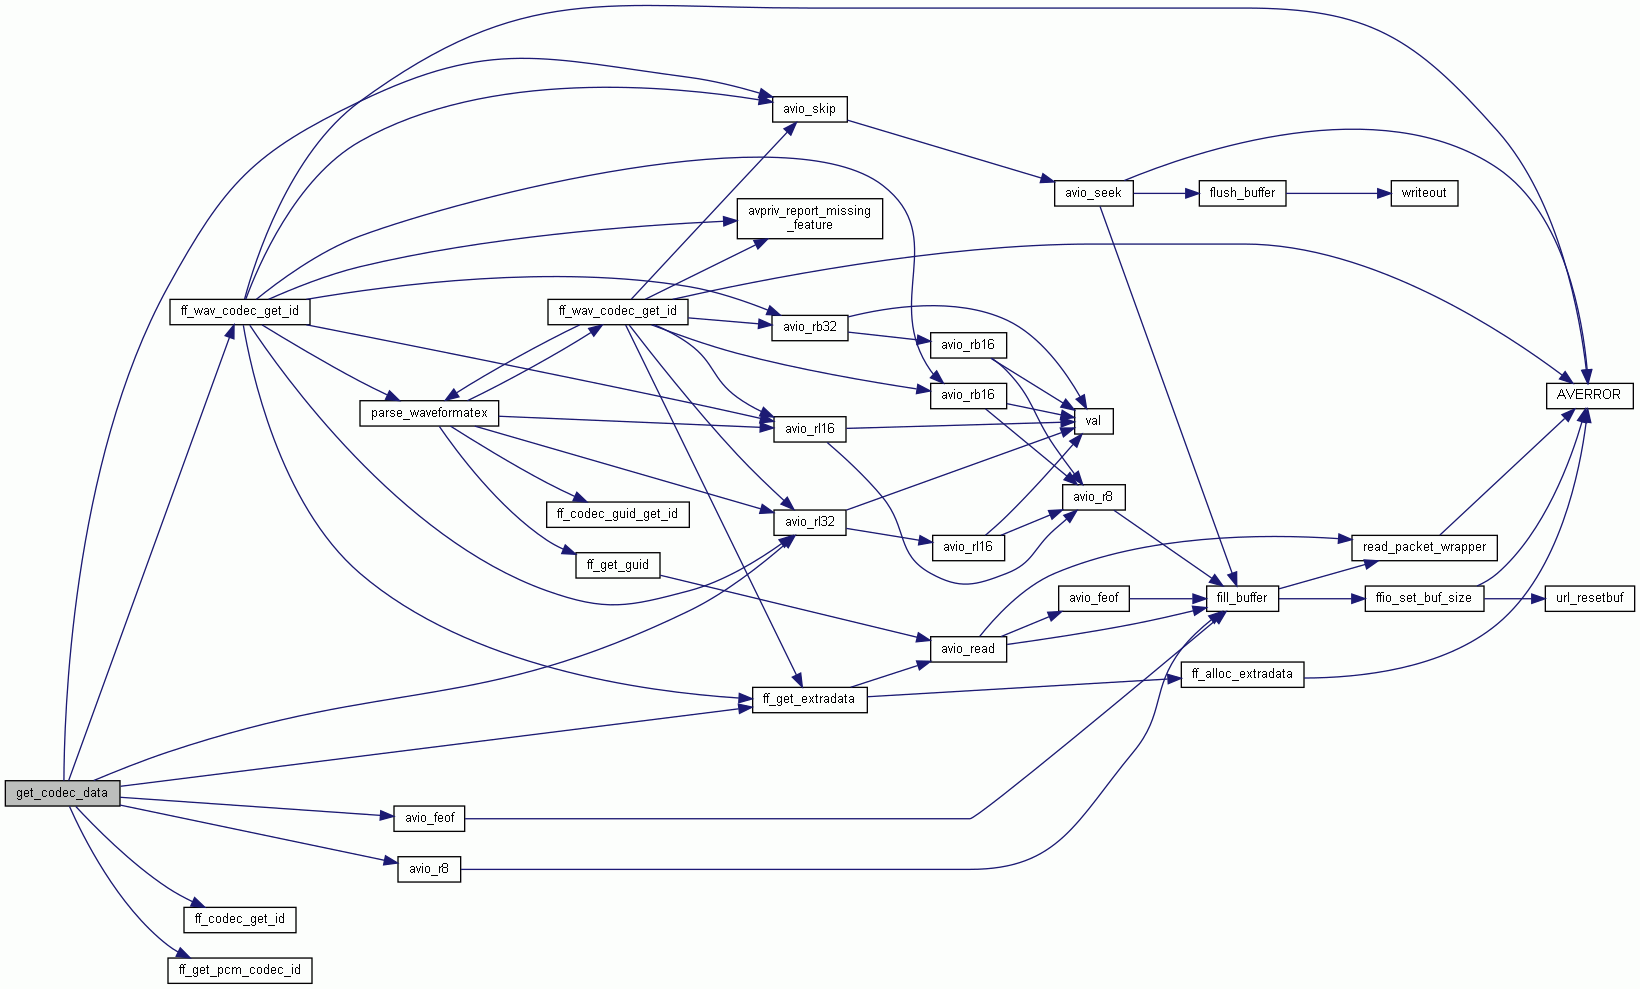 avio_skip
avio_seek
flush_buffer
writeout
avpriv_report_missing
_feature
ff_wav_codec_get_id
ff_wav_codec_get_id
avio_rb32
avio_rb16
avio_rb16
AVERROR
parse_waveformatex
avio_rl16
val
avio_r8
ff_codec_guid_get_id
avio_rl32
avio_rl16
read_packet_wrapper
ff_get_guid
avio_feof
fill_buffer
ffio_set_buf_size
url_resetbuf
avio_read
ff_alloc_extradata
ff_get_extradata
get_codec_data
avio_feof
avio_r8
ff_codec_get_id
ff_get_pcm_codec_id